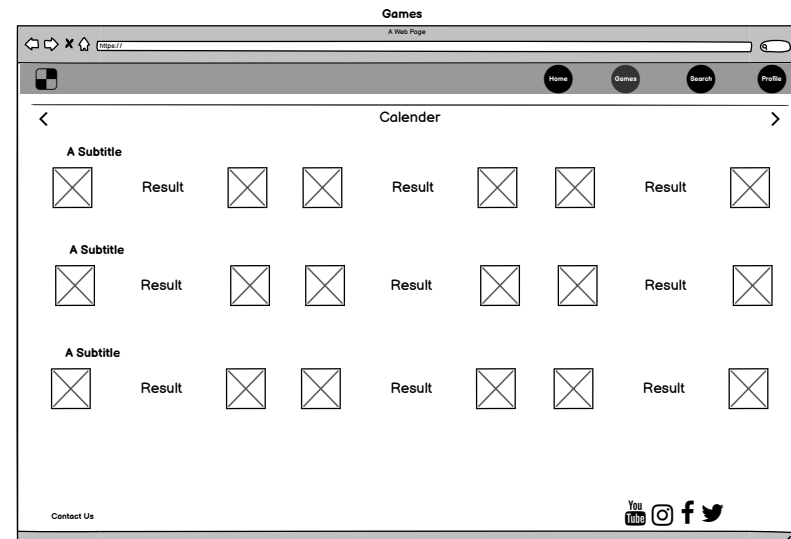 Games
A Web Page
https://
Home Games Search Profile
Calender
A Subtitle
Result Result Result
A Subtitle
Result Result Result
A Subtitle
Result Result Result
You
Tube
Contact Us